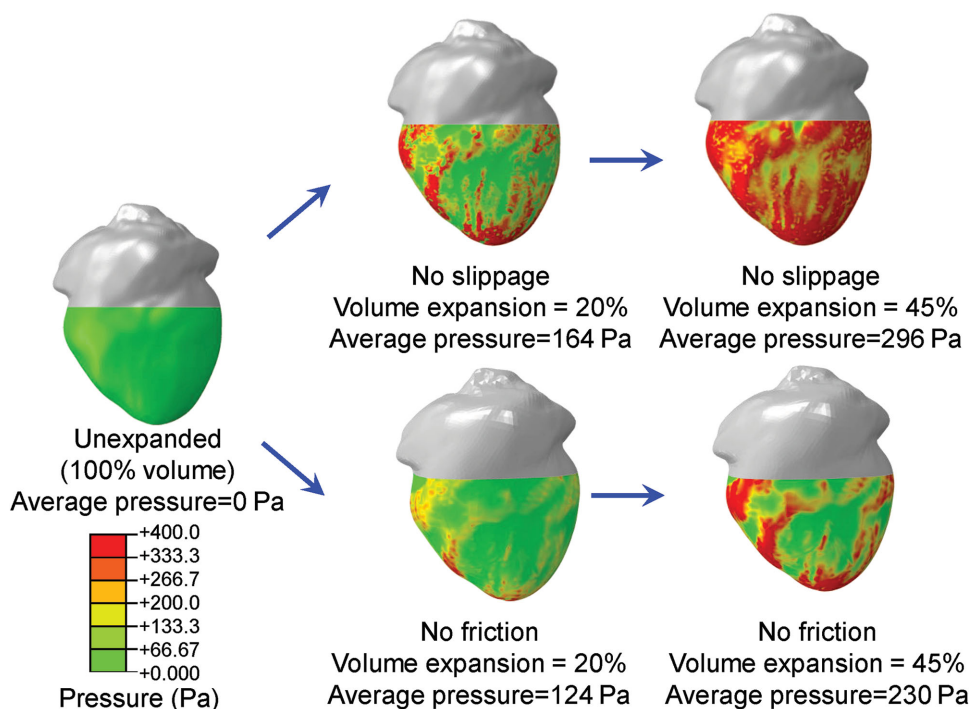 No slippage
Volume expansion = 20%
Average pressure=164 Pa
No slippage
Volume expansion = 45%
Average pressure=296 Pa
Unexpanded
(100% volume)
Average pressure=0 Pa
+400.0
+333.3
+266.7
+200.0
+133.3
+66.67
+0.000
Pressure (Pa)
No friction
Volume expansion = 20%
Average pressure=124 Pa
No friction
Volume expansion = 45%
Average pressure=230 Pa